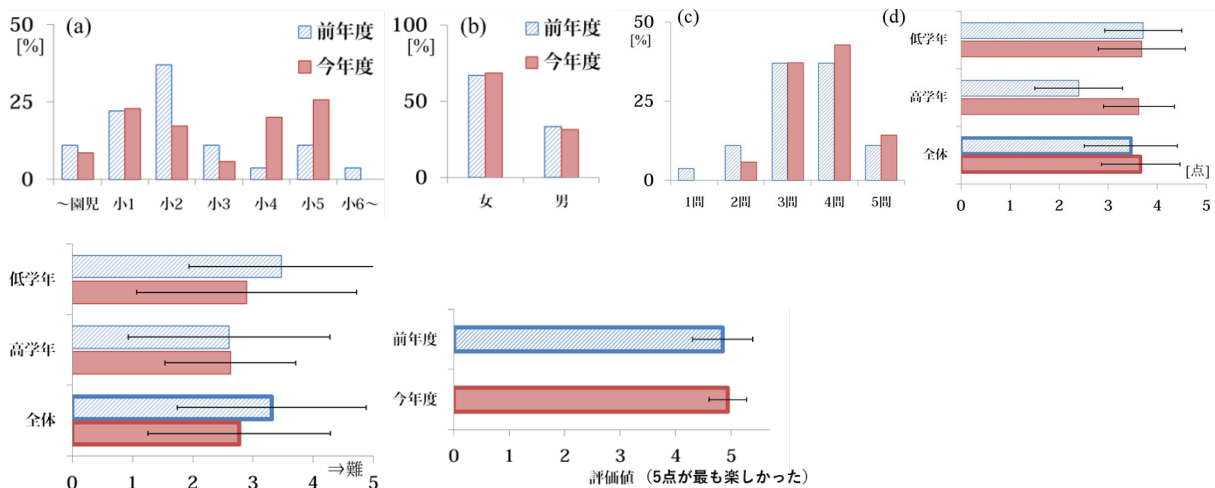 50
[%]
25
0
(a)
前年度
今年度
～園児 小1 小2 小3 小4 小5 小6～
100
[%]
50
0
(b)
前年度
今年度
女 男
50
[%]
25
0
(c)
1問 2問 3問 4問 5問
(d)
低学年
高学年
全体
[点]
0 1 2 3 4 5
低学年
高学年
全体
⇒難
0 1 2 3 4 5
前年度
今年度
0 1 2 3 4 5
評価値（5点が最も楽しかった）